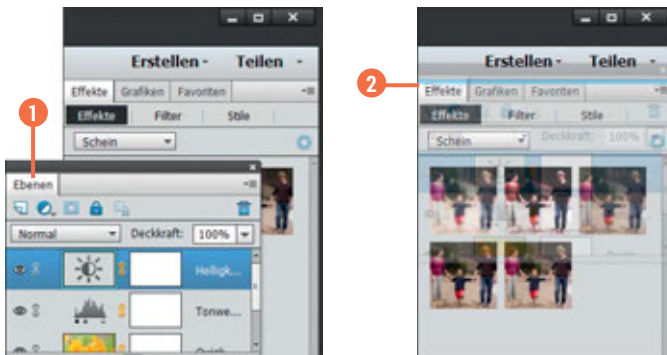 Erstellen Teilen
Effekte Grafiken Favoriten
Effekte Filter Stile
Schein
1
Ebenen
Normal Deckkraft: 100%
Helligk...
Tonwe...
2
Erstellen Teilen
Effekte Grafiken Favoriten
Effekte Filter Stile
Schein Deckkraft: 100%